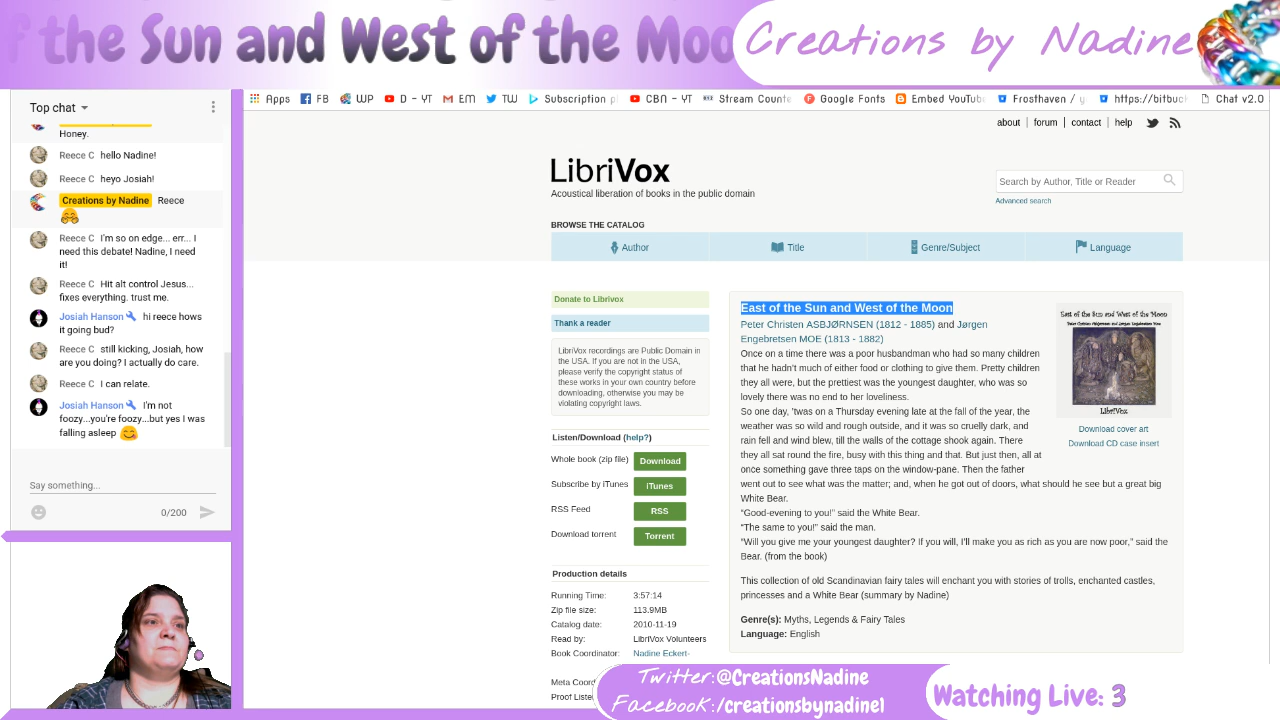 f the Sun and West of the Moo
Creations by Nadine
Apps FB WP D - YT EM TW Subscription p CBN - YT Stream Counte Google Fonts Embed YouTub Frosthaven / Chat v2.0
Top chat
Honey.
Reece C hello Nadine!
Reece C heyo Josiah!
Creations by Nadine Reece
Reece C I'm so on edge... err... I
need this debate! Nadine, I need
it!
Reece C Hit alt control Jesus...
fixes everything. trust me.
Josiah Hanson hi reece hows
it going bud?
Reece C still kicking, Josiah, how
are you doing? I actually do care.
Reece C I can relate.
Josiah Hanson I'm not
foozy...you're foozy...but yes I was
falling asleep
Say something...
0/200
about forum contact help
LibriVox
Acoustical liberation of books in the public domain
Search by Author, Title or Reader
Advanced search
BROWSE THE CATALOG
Author Title Genre/Subject Language
Donate to Librivox
Thank a reader
LibriVox recordings are Public Domain in
the USA. If you are not in the USA,
please verify the copyright status of
these works in your own country before
downloading, otherwise you may be
violating copyright laws.
Listen/Download (help?)
Whole book (zip file) Download
Subscribe by iTunes iTunes
RSS Feed RSS
Download torrent Torrent
Production details
Running Time: 3:57:14
Zip file size: 113.9MB
Catalog date: 2010-11-19
Read by: LibriVox Volunteers
Book Coordinator: Nadine Eckert-
Meta Coord
Proof Liste
East of the Sun and West of the Moon
Peter Christen ASBJØRNSEN (1812 - 1885) and Jørgen
Engebretsen MOE (1813 - 1882)
Once on a time there was a poor husbandman who had so many children
that he hadn't much of either food or clothing to give them. Pretty children
they all were, but the prettiest was the youngest daughter, who was so
lovely there was no end to her loveliness.
So one day, 'twas on a Thursday evening late at the fall of the year, the
weather was so wild and rough outside, and it was so cruelly dark, and
rain fell and wind blew, till the walls of the cottage shook again. There
they all sat round the fire, busy with this thing and that. But just then, all at
once something gave three taps on the window-pane. Then the father
went out to see what was the matter; and, when he got out of doors, what should he see but a great big
White Bear.
“Good-evening to you!” said the White Bear.
“The same to you!” said the man.
“Will you give me your youngest daughter? If you will, I'll make you as rich as you are now poor,” said the
Bear. (from the book)
This collection of old Scandinavian fairy tales will enchant you with stories of trolls, enchanted castles,
princesses and a White Bear (summary by Nadine)
Genre(s): Myths, Legends & Fairy Tales
Language: English
East of the Sun and West of the Moon
LibriVox
Download cover art
Download CD case insert
Twitter:@CreationsNadine
Facebook:/creationsbynadine1
Watching Live: 3